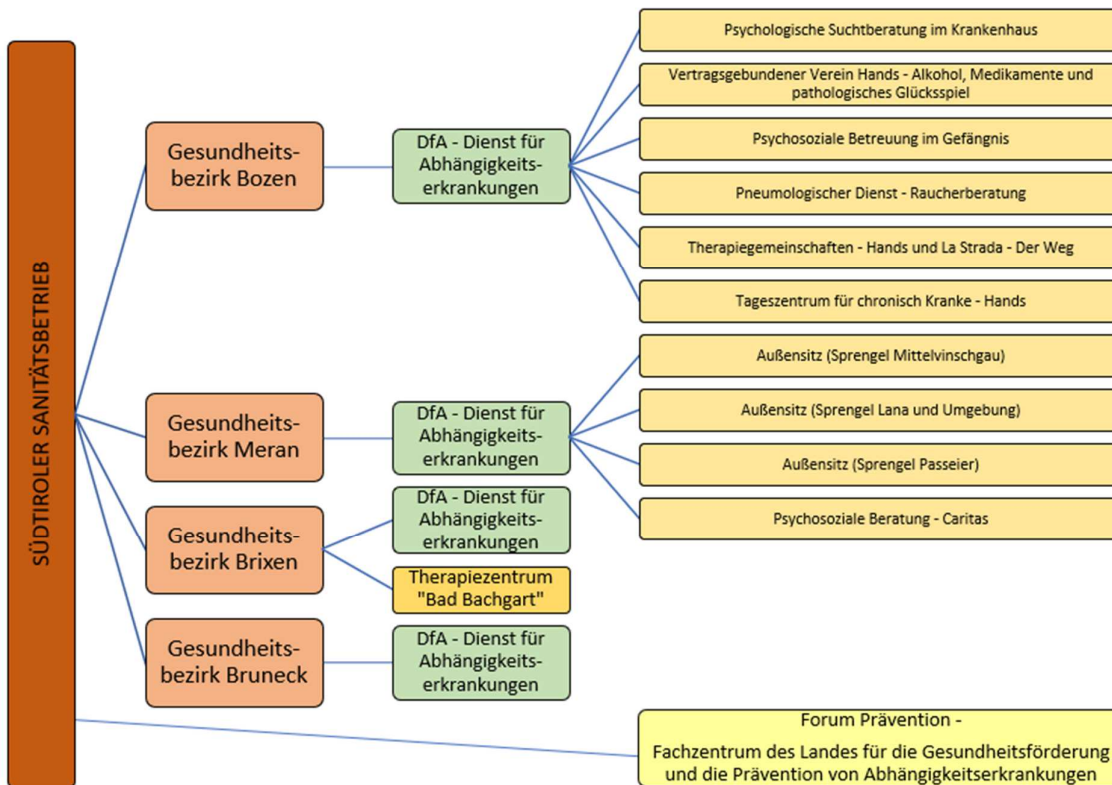 SÜDTIROLER SANITÄTSBETRIEB
Gesundheits-
bezirk Bozen
DfA - Dienst für
Abhängigkeits-
erkrankungen
Psychologische Suchtberatung im Krankenhaus
Vertragsgebundener Verein Hands - Alkohol, Medikamente und
pathologisches Glücksspiel
Psychosoziale Betreuung im Gefängnis
Pneumologischer Dienst - Raucherberatung
Therapiegemeinschaften - Hands und La Strada - Der Weg
Tageszentrum für chronisch Kranke - Hands
Gesundheits-
bezirk Meran
DfA - Dienst für
Abhängigkeits-
erkrankungen
Außensitz (Sprengel Mittelvinschgau)
Außensitz (Sprengel Lana und Umgebung)
Außensitz (Sprengel Passeier)
Psychosoziale Beratung - Caritas
Gesundheits-
bezirk Brixen
DfA - Dienst für
Abhängigkeits-
erkrankungen
Therapiezentrum
"Bad Bachgart"
Gesundheits-
bezirk Bruneck
DfA - Dienst für
Abhängigkeits-
erkrankungen
Forum Prävention -
Fachzentrum des Landes für die Gesundheitsförderung
und die Prävention von Abhängigkeitserkrankungen